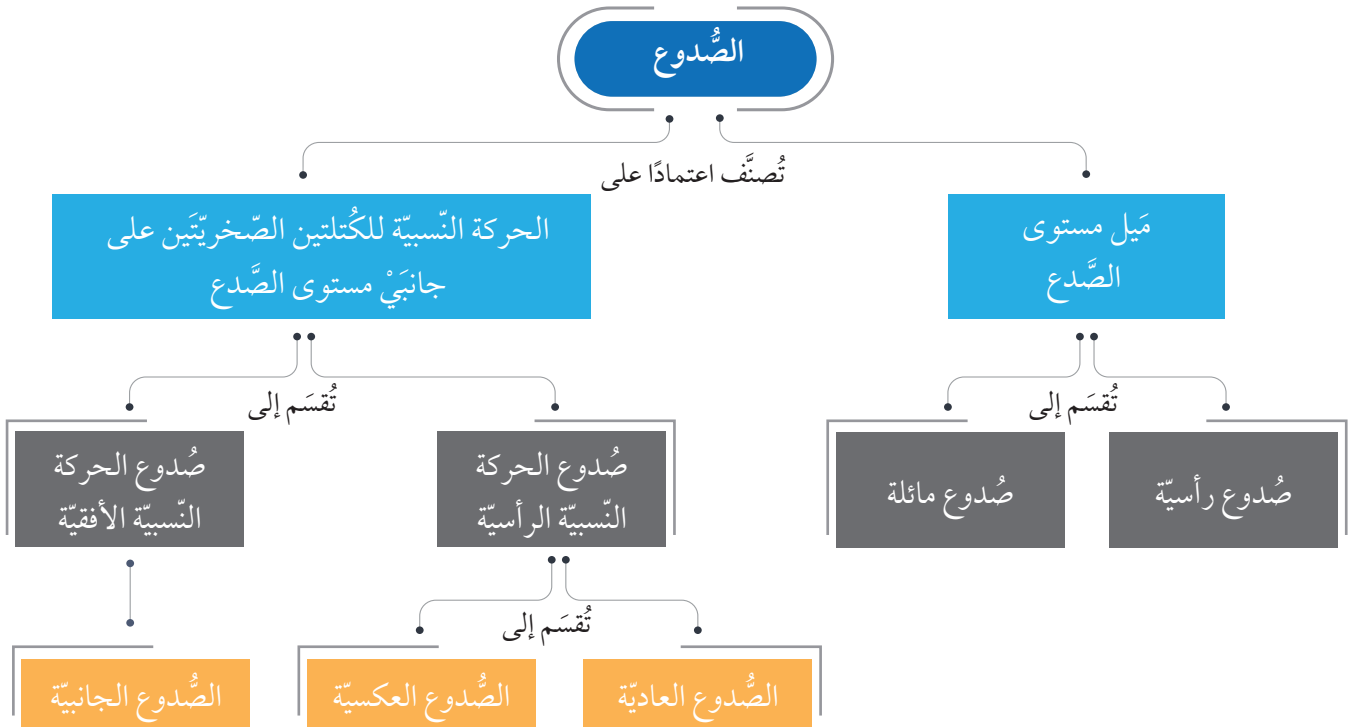 الصُّدوع
تُصنَّف اعتمادًا على
مَيل مستوى
الصَّدع
الحركة النّسبيّة للكُتلتين الصّخريّتَين على
جانبَيْ مستوى الصَّدع
تُقسَم إلى
تُقسَم إلى
صُدوع رأسيّة
صُدوع مائلة
صُدوع الحركة
النّسبيّة الرأسيّة
صُدوع الحركة
النّسبيّة الأفقيّة
تُقسَم إلى
الصُّدوع العاديّة
الصُّدوع العكسيّة
الصُّدوع الجانبيّة